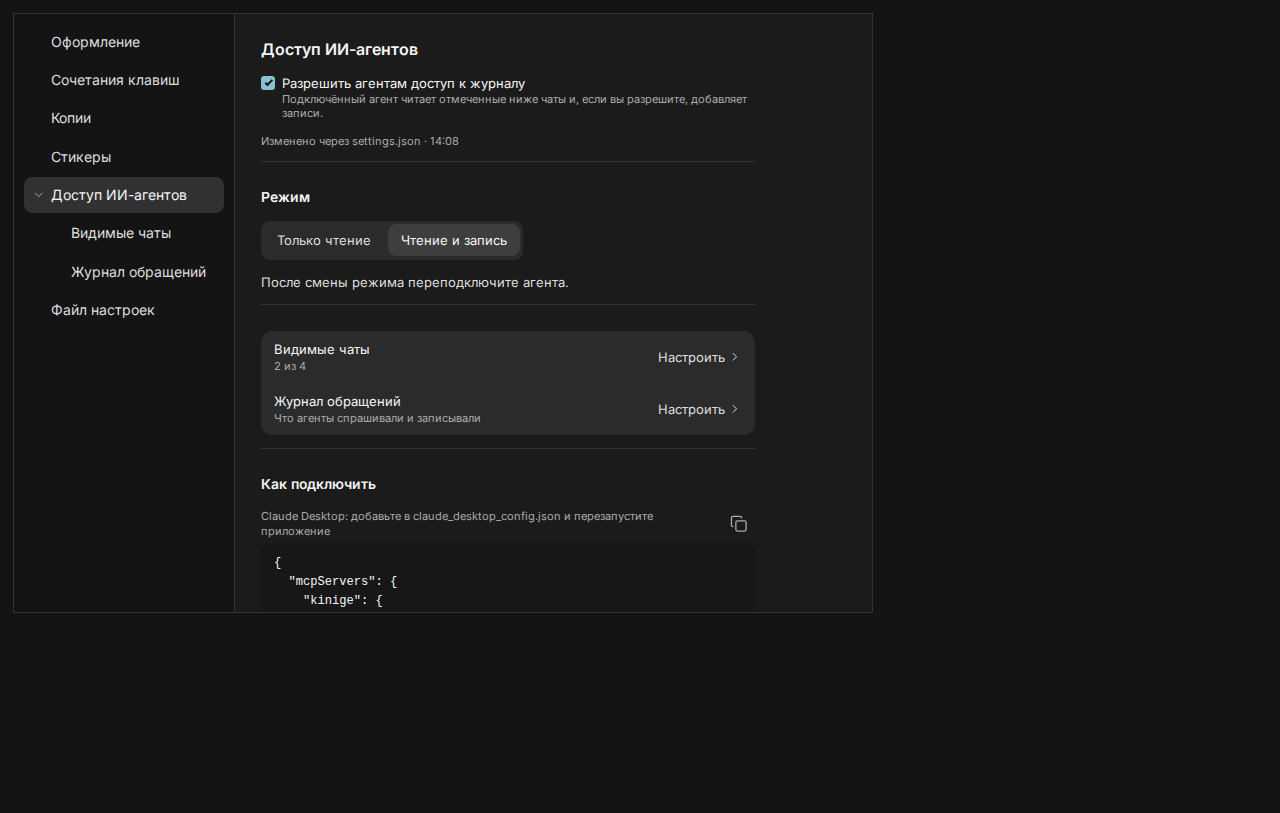 Оформление
Сочетания клавиш
Копии
Стикеры
Доступ ИИ-агентов
Видимые чаты
Журнал обращений
Файл настроек
Доступ ИИ-агентов
Разрешить агентам доступ к журналу
Подключённый агент читает отмеченные ниже чаты и, если вы разрешите, добавляет
записи.
Изменено через settings.json · 14:08
Режим
Только чтение
Чтение и запись
После смены режима переподключите агента.
Видимые чаты
2 из 4
Настроить
Журнал обращений
Что агенты спрашивали и записывали
Настроить
Как подключить
Claude Desktop: добавьте в claude_desktop_config.json и перезапустите
приложение
{
"mcpServers": {
"kinige": {